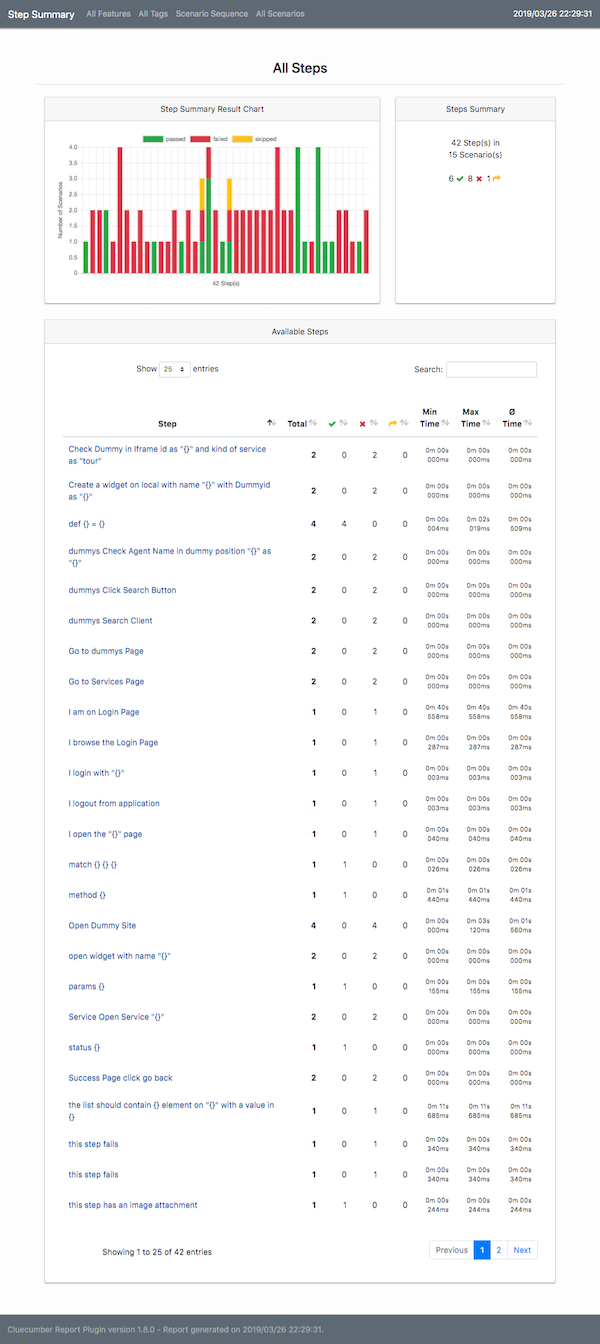 Step Summary All Features All Tags Scenario Sequence All Scenarios 2019/03/26 22:29:31
All Steps
Step Summary Result Chart
passed failed skipped
4.0
3.5
3.0
2.5
2.0
1.5
1.0
0.5
0
Number of Scenarios
42 Step(s)
Steps Summary
42 Step(s) in
15 Scenario(s)
6 ✔ 8 ✖ 1
Available Steps
Show 25 entries Search:
Step Total ✔ ✖ Min Time Max Time Ø Time
Check Dummy in Iframe id as "{}" and kind of service
as "tour" 2 0 2 0 0m 00s 000ms 0m 00s 000ms 0m 00s 000ms
Create a widget on local with name "{}" with Dummyid
as "{}" 2 0 2 0 0m 00s 000ms 0m 00s 000ms 0m 00s 000ms
def {} = {} 4 4 0 0 0m 00s 004ms 0m 02s 019ms 0m 00s 509ms
dummys Check Agent Name in dummy position "{}" as
"{}" 2 0 2 0 0m 00s 000ms 0m 00s 000ms 0m 00s 000ms
dummys Click Search Button 2 0 2 0 0m 00s 000ms 0m 00s 000ms 0m 00s 000ms
dummys Search Client 2 0 2 0 0m 00s 000ms 0m 00s 000ms 0m 00s 000ms
Go to dummys Page 2 0 2 0 0m 00s 000ms 0m 00s 000ms 0m 00s 000ms
Go to Services Page 2 0 2 0 0m 00s 000ms 0m 00s 000ms 0m 00s 000ms
I am on Login Page 1 0 1 0 0m 40s 558ms 0m 40s 558ms 0m 40s 558ms
I browse the Login Page 1 0 1 0 0m 00s 287ms 0m 00s 287ms 0m 00s 287ms
I login with "{}" 1 0 1 0 0m 00s 003ms 0m 00s 003ms 0m 00s 003ms
I logout from application 1 0 1 0 0m 00s 003ms 0m 00s 003ms 0m 00s 003ms
I open the "{}" page 1 0 1 0 0m 00s 040ms 0m 00s 040ms 0m 00s 040ms
match {} {} {} 1 1 0 0 0m 00s 026ms 0m 00s 026ms 0m 00s 026ms
method {} 1 1 0 0 0m 01s 440ms 0m 01s 440ms 0m 01s 440ms
Open Dummy Site 4 0 4 0 0m 00s 000ms 0m 03s 120ms 0m 01s 560ms
open widget with name "{}" 2 0 2 0 0m 00s 000ms 0m 00s 000ms 0m 00s 000ms
params {} 1 1 0 0 0m 00s 155ms 0m 00s 155ms 0m 00s 155ms
Service Open Service "{}" 2 0 2 0 0m 00s 000ms 0m 00s 000ms 0m 00s 000ms
status {} 1 1 0 0 0m 00s 000ms 0m 00s 000ms 0m 00s 000ms
Success Page click go back 2 0 2 0 0m 00s 000ms 0m 00s 000ms 0m 00s 000ms
the list should contain {} element on "{}" with a value in
{} 1 0 1 0 0m 11s 685ms 0m 11s 685ms 0m 11s 685ms
this step fails 1 0 1 0 0m 00s 340ms 0m 00s 340ms 0m 00s 340ms
this step fails 1 0 1 0 0m 00s 340ms 0m 00s 340ms 0m 00s 340ms
this step has an image attachment 1 1 0 0 0m 00s 244ms 0m 00s 244ms 0m 00s 244ms
Showing 1 to 25 of 42 entries Previous 1 2 Next
Cluecumber Report Plugin version 1.8.0 - Report generated on 2019/03/26 22:29:31.